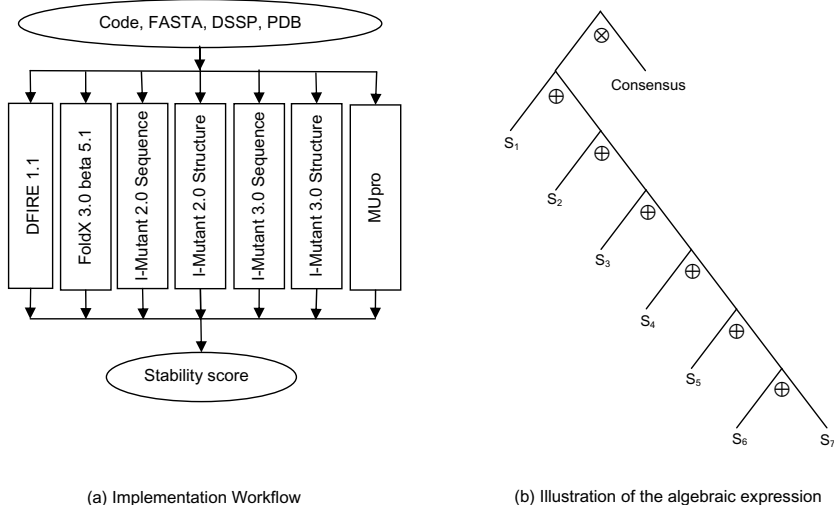 Code, FASTA, DSSP, PDB
DFIRE 1.1
FoldX 3.0 beta 5.1
I-Mutant 2.0 Sequence
I-Mutant 2.0 Structure
I-Mutant 3.0 Sequence
I-Mutant 3.0 Structure
MUpro
Stability score
(a) Implementation Workflow
⊗
Consensus
⊕
S₁
⊕
S₂
⊕
S₃
⊕
S₄
⊕
S₅
⊕
S₆
S₇
(b) Illustration of the algebraic expression